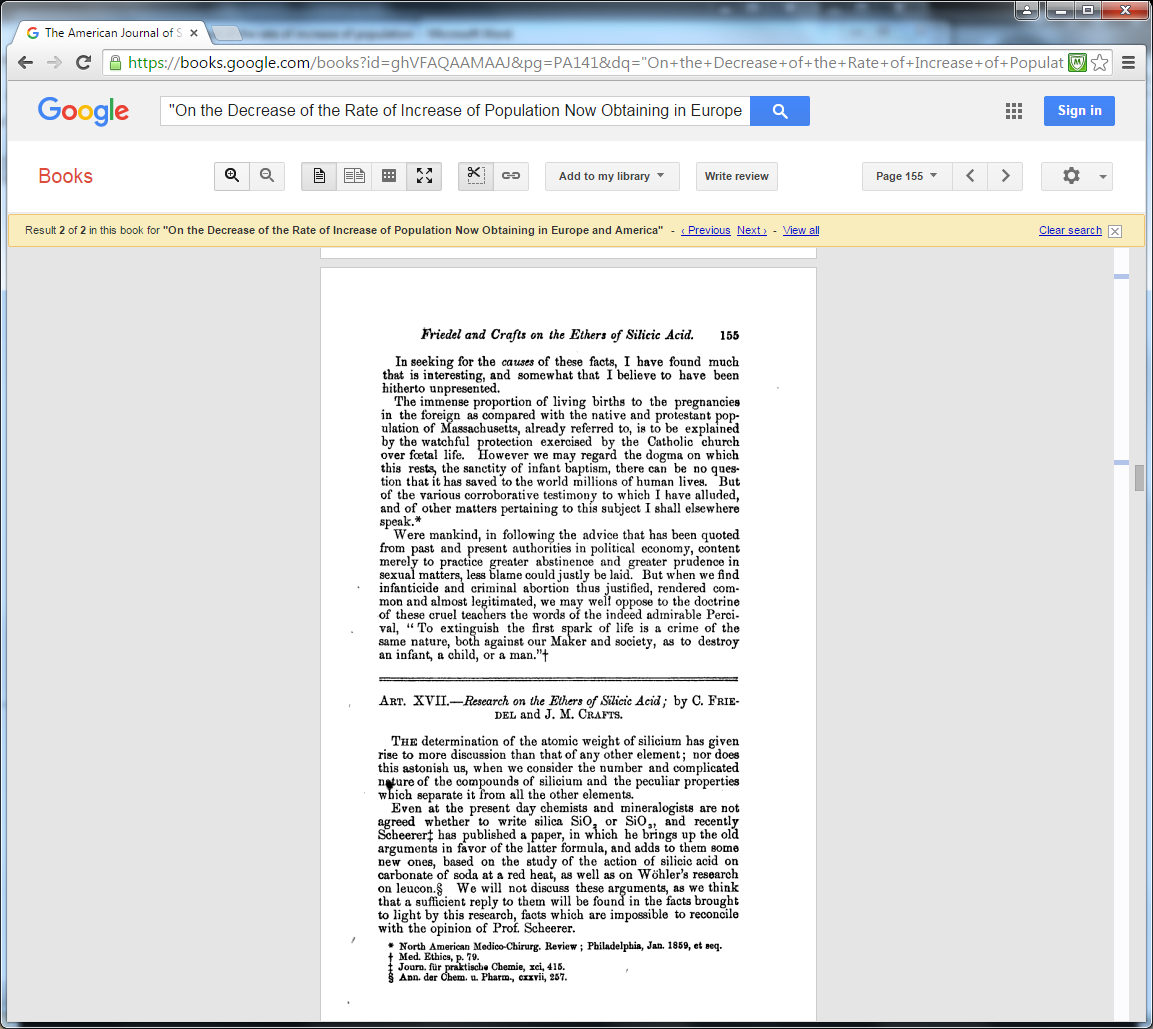 The American Journal of S
https://books.google.com/books?id=ghVFAQAAMAAJ&pg=PA141&dq="On+the+Decrease+of+the+Rate+of+Increase+of+Populat
Google
"On the Decrease of the Rate of Increase of Population Now Obtaining in Europe
Sign in
Books
Add to my library
Write review
Page 155
Result 2 of 2 in this book for "On the Decrease of the Rate of Increase of Population Now Obtaining in Europe and America" - ‹ Previous Next › - View all
Clear search
Friedel and Crafts on the Ethers of Silicic Acid. 155
In seeking for the causes of these facts, I have found much
that is interesting, and somewhat that I believe to have been
hitherto unpresented.
The immense proportion of living births to the pregnancies
in the foreign as compared with the native and protestant pop-
ulation of Massachusetts, already referred to, is to be explained
by the watchful protection exercised by the Catholic church
over fœtal life. However we may regard the dogma on which
this rests, the sanctity of infant baptism, there can be no ques-
tion that it has saved to the world millions of human lives. But
of the various corroborative testimony to which I have alluded,
and of other matters pertaining to this subject I shall elsewhere
speak.*
Were mankind, in following the advice that has been quoted
from past and present authorities in political economy, content
merely to practice greater abstinence and greater prudence in
sexual matters, less blame could justly be laid. But when we find
infanticide and criminal abortion thus justified, rendered com-
mon and almost legitimated, we may well oppose to the doctrine
of these cruel teachers the words of the indeed admirable Perci-
val, "To extinguish the first spark of life is a crime of the
same nature, both against our Maker and society, as to destroy
an infant, a child, or a man."†
ART. XVII.—Research on the Ethers of Silicic Acid; by C. FRIE-
DEL and J. M. CRAFTS.
THE determination of the atomic weight of silicium has given
rise to more discussion than that of any other element; nor does
this astonish us, when we consider the number and complicated
nature of the compounds of silicium and the peculiar properties
which separate it from all the other elements.
Even at the present day chemists and mineralogists are not
agreed whether to write silica SiO₂ or SiO₃, and recently
Scheerer‡ has published a paper, in which he brings up the old
arguments in favor of the latter formula, and adds to them some
new ones, based on the study of the action of silicic acid on
carbonate of soda at a red heat, as well as on Wöhler's research
on leucon.§ We will not discuss these arguments, as we think
that a sufficient reply to them will be found in the facts brought
to light by this research, facts which are impossible to reconcile
with the opinion of Prof. Scheerer.
* North American Medico-Chirurg. Review; Philadelphia, Jan. 1859, et seq.
† Med. Ethics, p. 79.
‡ Journ. für praktische Chemie, xci, 415.
§ Ann. der Chem. u. Pharm., cxxvii, 257.